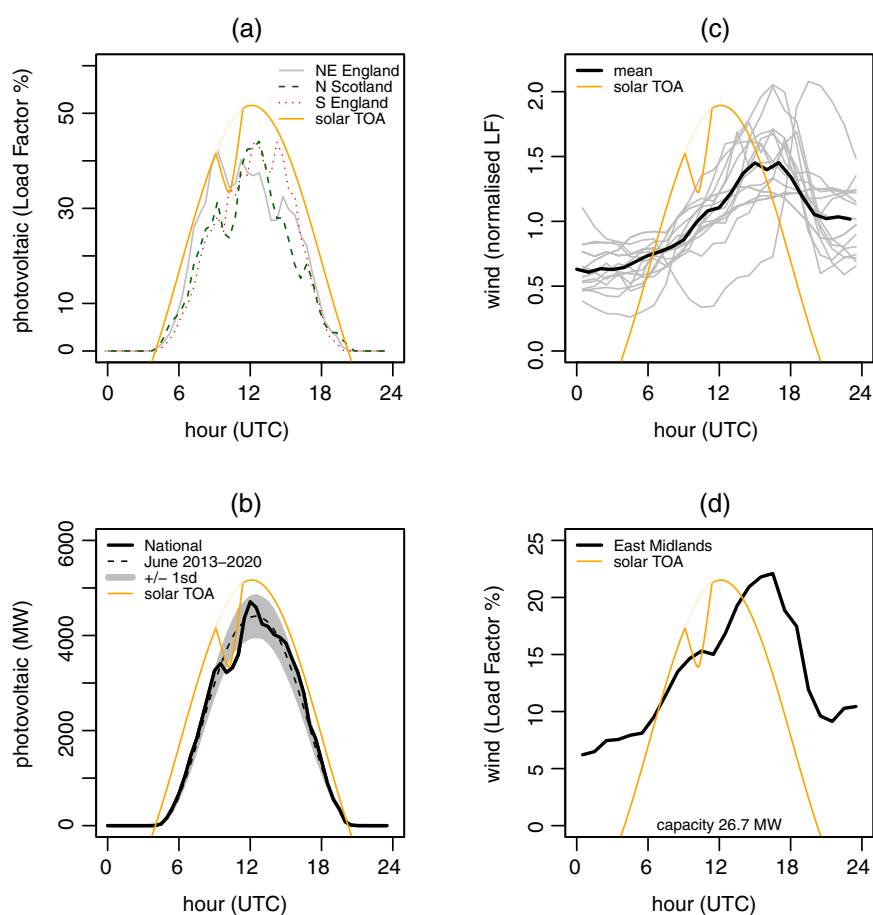 (a)
NE England
N Scotland
S England
solar TOA
photovoltaic (Load Factor %)
0
10
30
50
0
6
12
18
24
hour (UTC)
(c)
mean
solar TOA
wind (normalised LF)
0.0
0.5
1.0
1.5
2.0
0
6
12
18
24
hour (UTC)
(b)
National
June 2013–2020
+/− 1sd
solar TOA
photovoltaic (MW)
0
2000
4000
6000
0
6
12
18
24
hour (UTC)
(d)
East Midlands
solar TOA
wind (Load Factor %)
0
5
10
15
20
25
capacity 26.7 MW
0
6
12
18
24
hour (UTC)